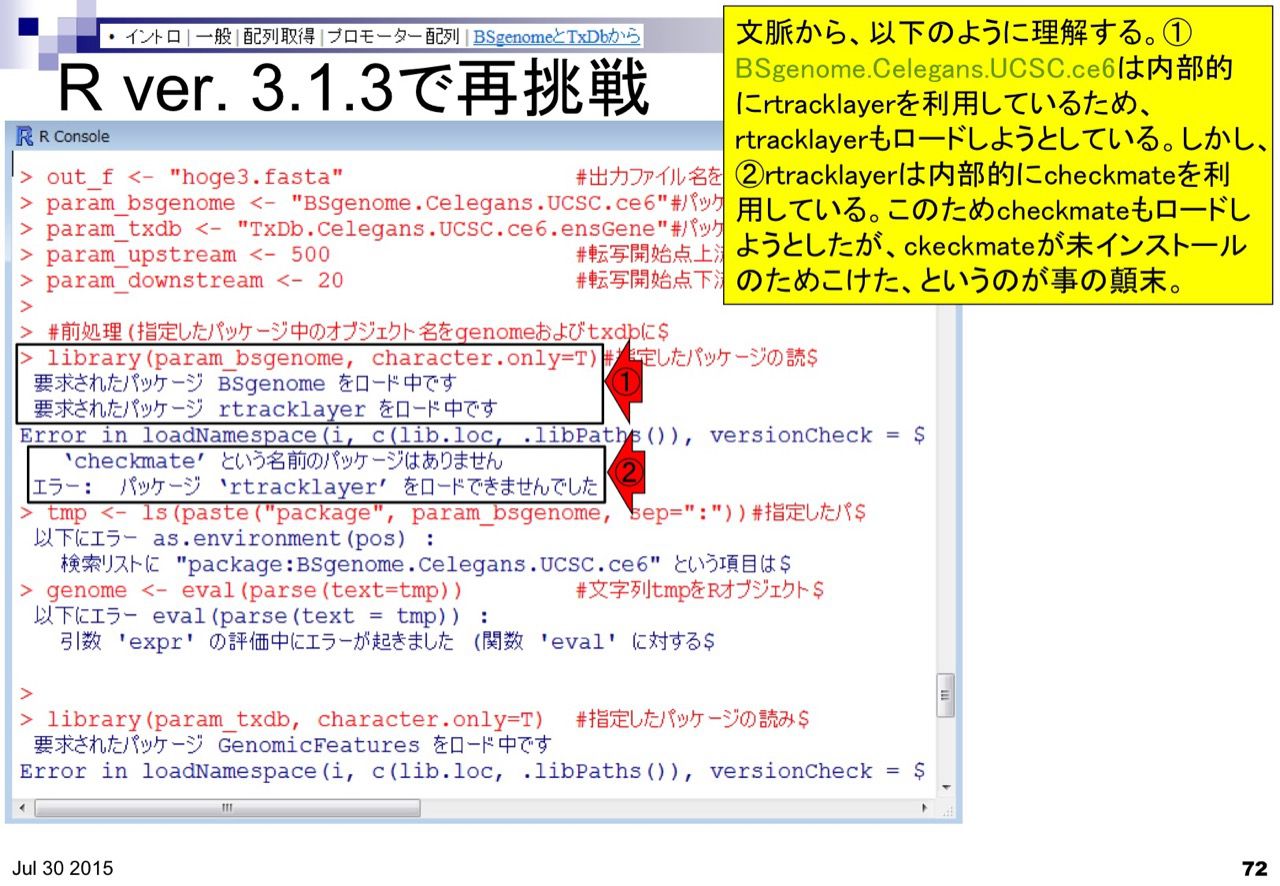 • イントロ | 一般 | 配列取得 | プロモーター配列 | BSgenomeとTxDbから
R ver. 3.1.3で再挑戦
文脈から、以下のように理解する。①
BSgenome.Celegans.UCSC.ce6は内部的
にrtracklayerを利用しているため、
rtracklayerもロードしようとしている。しかし、
②rtracklayerは内部的にcheckmateを利
用している。このためcheckmateもロードし
ようとしたが、ckeckmateが未インストール
のためこけた、というのが事の顛末。
R Console
> out_f <- "hoge3.fasta" #出力ファイル名を
> param_bsgenome <- "BSgenome.Celegans.UCSC.ce6"#パッケ
> param_txdb <- "TxDb.Celegans.UCSC.ce6.ensGene"#パッケ
> param_upstream <- 500 #転写開始点上流
> param_downstream <- 20 #転写開始点下流
>
> #前処理(指定したパッケージ中のオブジェクト名をgenomeおよびtxdbに$
> library(param_bsgenome, character.only=T)#指定したパッケージの読$
要求されたパッケージ BSgenome をロード中です
要求されたパッケージ rtracklayer をロード中です
①
Error in loadNamespace(i, c(lib.loc, .libPaths()), versionCheck = $
‘checkmate’ という名前のパッケージはありません
エラー: パッケージ ‘rtracklayer’ をロードできませんでした
②
> tmp <- ls(paste("package", param_bsgenome, sep=":"))#指定したパ$
以下にエラー as.environment(pos) :
検索リストに "package:BSgenome.Celegans.UCSC.ce6" という項目は$
> genome <- eval(parse(text=tmp)) #文字列tmpをRオブジェクト$
以下にエラー eval(parse(text = tmp)) :
引数 'expr' の評価中にエラーが起きました (関数 'eval' に対する$
>
> library(param_txdb, character.only=T) #指定したパッケージの読み$
要求されたパッケージ GenomicFeatures をロード中です
Error in loadNamespace(i, c(lib.loc, .libPaths()), versionCheck = $
Jul 30 2015
72